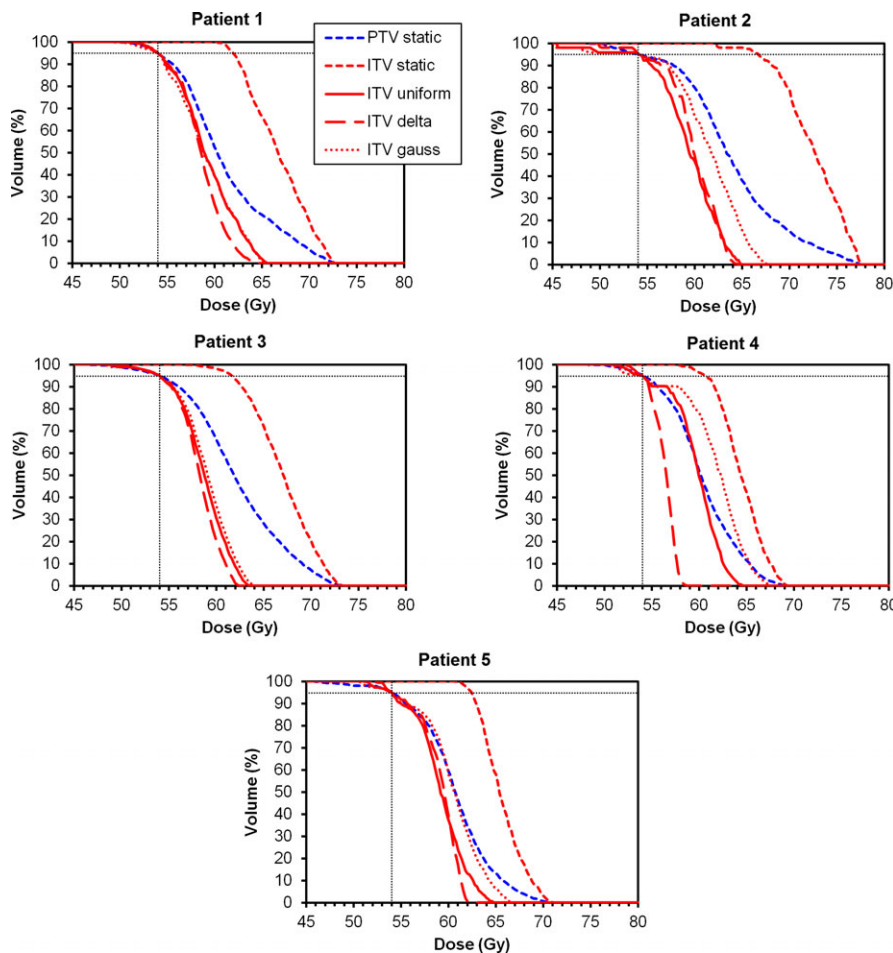 Patient 1
Volume (%)
100
90
80
70
60
50
40
30
20
10
0
45 50 55 60 65 70 75 80
Dose (Gy)
PTV static
ITV static
ITV uniform
ITV delta
ITV gauss
Patient 2
Volume (%)
100
90
80
70
60
50
40
30
20
10
0
45 50 55 60 65 70 75 80
Dose (Gy)
Patient 3
Volume (%)
100
90
80
70
60
50
40
30
20
10
0
45 50 55 60 65 70 75 80
Dose (Gy)
Patient 4
Volume (%)
100
90
80
70
60
50
40
30
20
10
0
45 50 55 60 65 70 75 80
Dose (Gy)
Patient 5
Volume (%)
100
90
80
70
60
50
40
30
20
10
0
45 50 55 60 65 70 75 80
Dose (Gy)